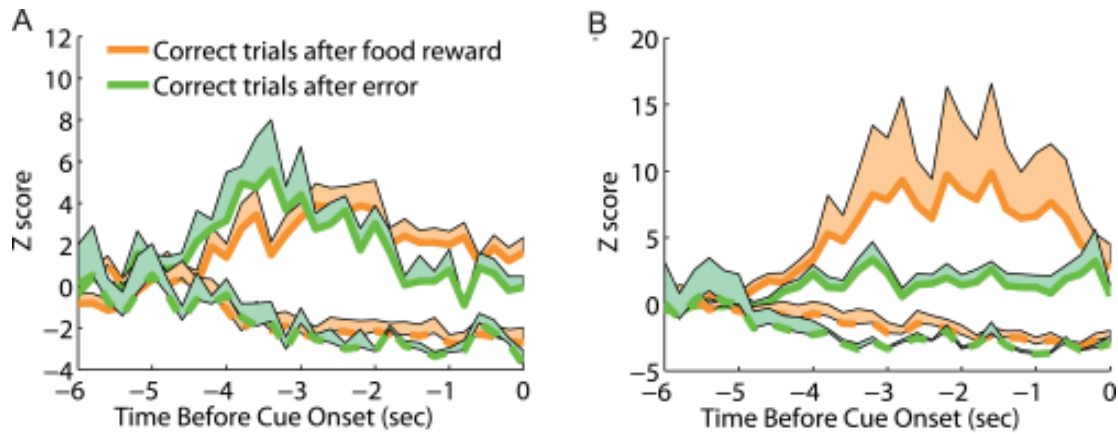 A
B
12
10
8
6
4
2
0
−2
−4
Z score
Correct trials after food reward
Correct trials after error
−6 −5 −4 −3 −2 −1 0
Time Before Cue Onset (sec)
20
15
10
5
0
−5
Z score
−6 −5 −4 −3 −2 −1 0
Time Before Cue Onset (sec)